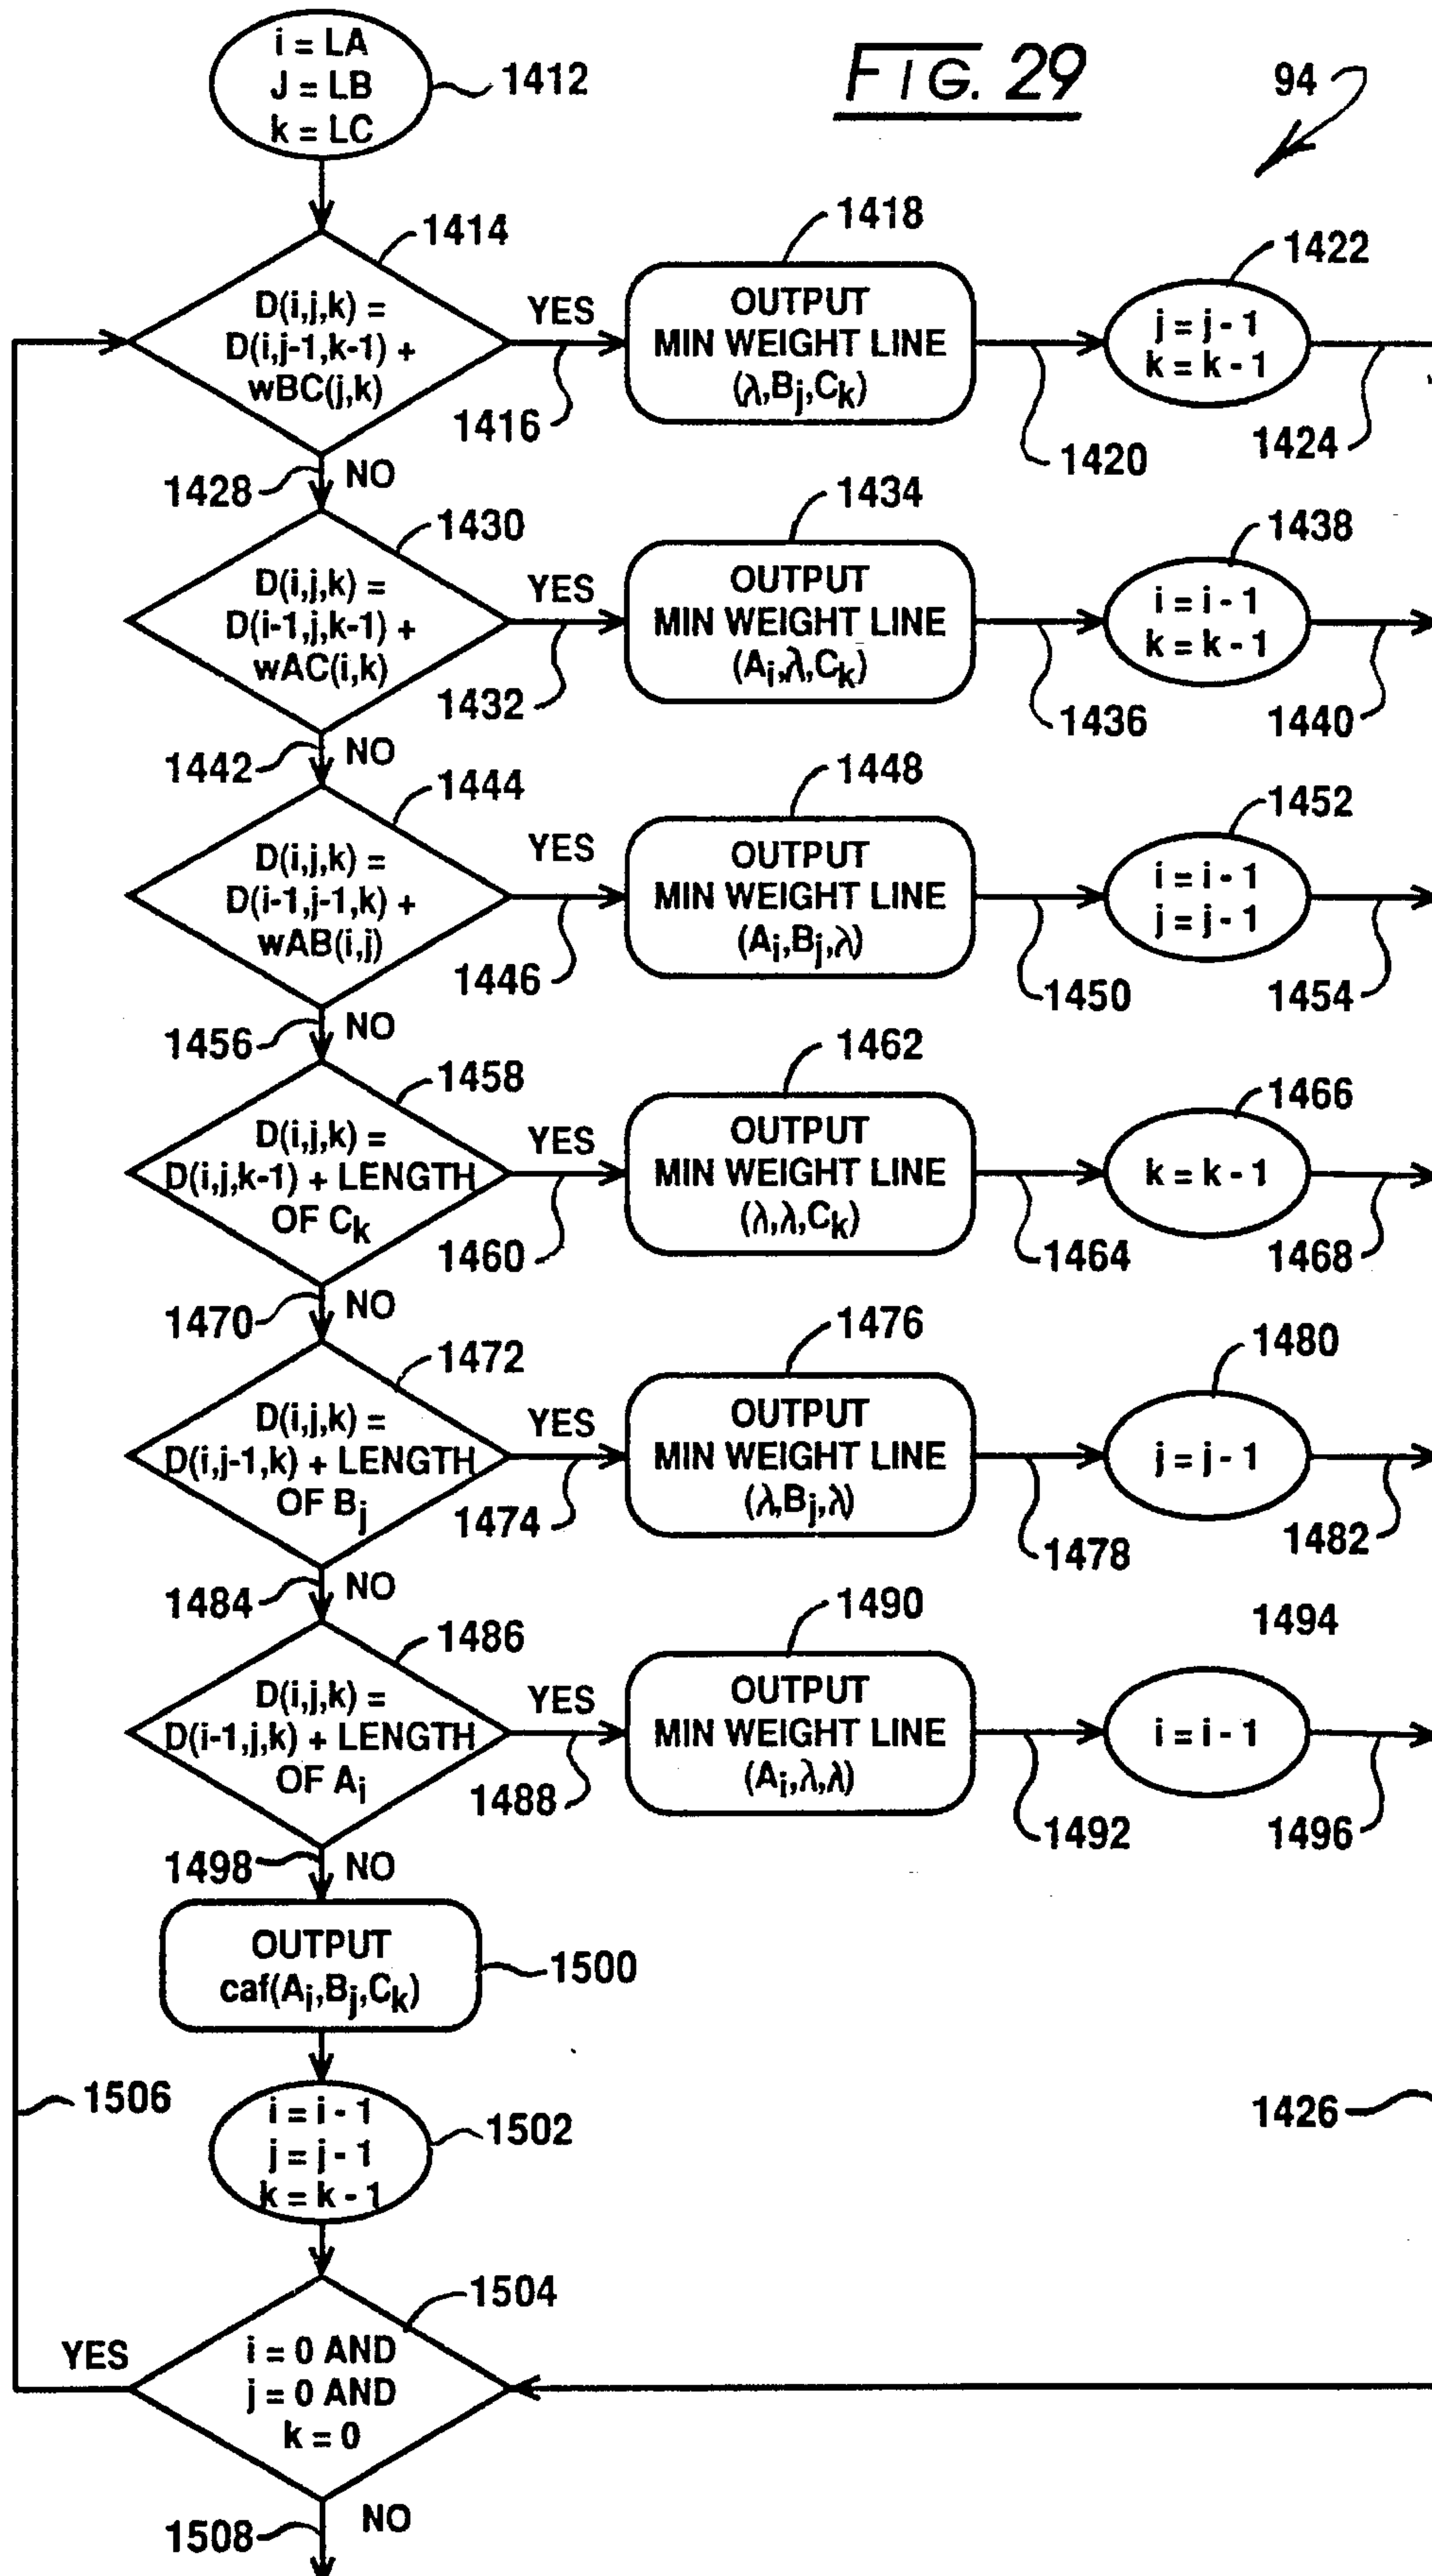 FIG. 29
94
i = LA
J = LB
k = LC
1412
1414
D(i,j,k) =
D(i,j-1,k-1) +
wBC(j,k)
YES
1416
1418
OUTPUT
MIN WEIGHT LINE
(λ,Bj,Ck)
1420
1422
j = j - 1
k = k - 1
1424
1428
NO
1430
D(i,j,k) =
D(i-1,j,k-1) +
wAC(i,k)
YES
1432
1434
OUTPUT
MIN WEIGHT LINE
(Ai,λ,Ck)
1436
1438
i = i - 1
k = k - 1
1440
1442
NO
1444
D(i,j,k) =
D(i-1,j-1,k) +
wAB(i,j)
YES
1446
1448
OUTPUT
MIN WEIGHT LINE
(Ai,Bj,λ)
1450
1452
i = i - 1
j = j - 1
1454
1456
NO
1458
D(i,j,k) =
D(i,j,k-1) + LENGTH
OF Ck
YES
1460
1462
OUTPUT
MIN WEIGHT LINE
(λ,λ,Ck)
1464
1466
k = k - 1
1468
1470
NO
1472
D(i,j,k) =
D(i,j-1,k) + LENGTH
OF Bj
YES
1474
1476
OUTPUT
MIN WEIGHT LINE
(λ,Bj,λ)
1478
1480
j = j - 1
1482
1484
NO
1486
D(i,j,k) =
D(i-1,j,k) + LENGTH
OF Ai
YES
1488
1490
OUTPUT
MIN WEIGHT LINE
(Ai,λ,λ)
1492
1494
i = i - 1
1496
1498
NO
OUTPUT
caf(Ai,Bj,Ck)
1500
1506
i = i - 1
j = j - 1
k = k - 1
1502
1426
1504
YES
i = 0 AND
j = 0 AND
k = 0
NO
1508